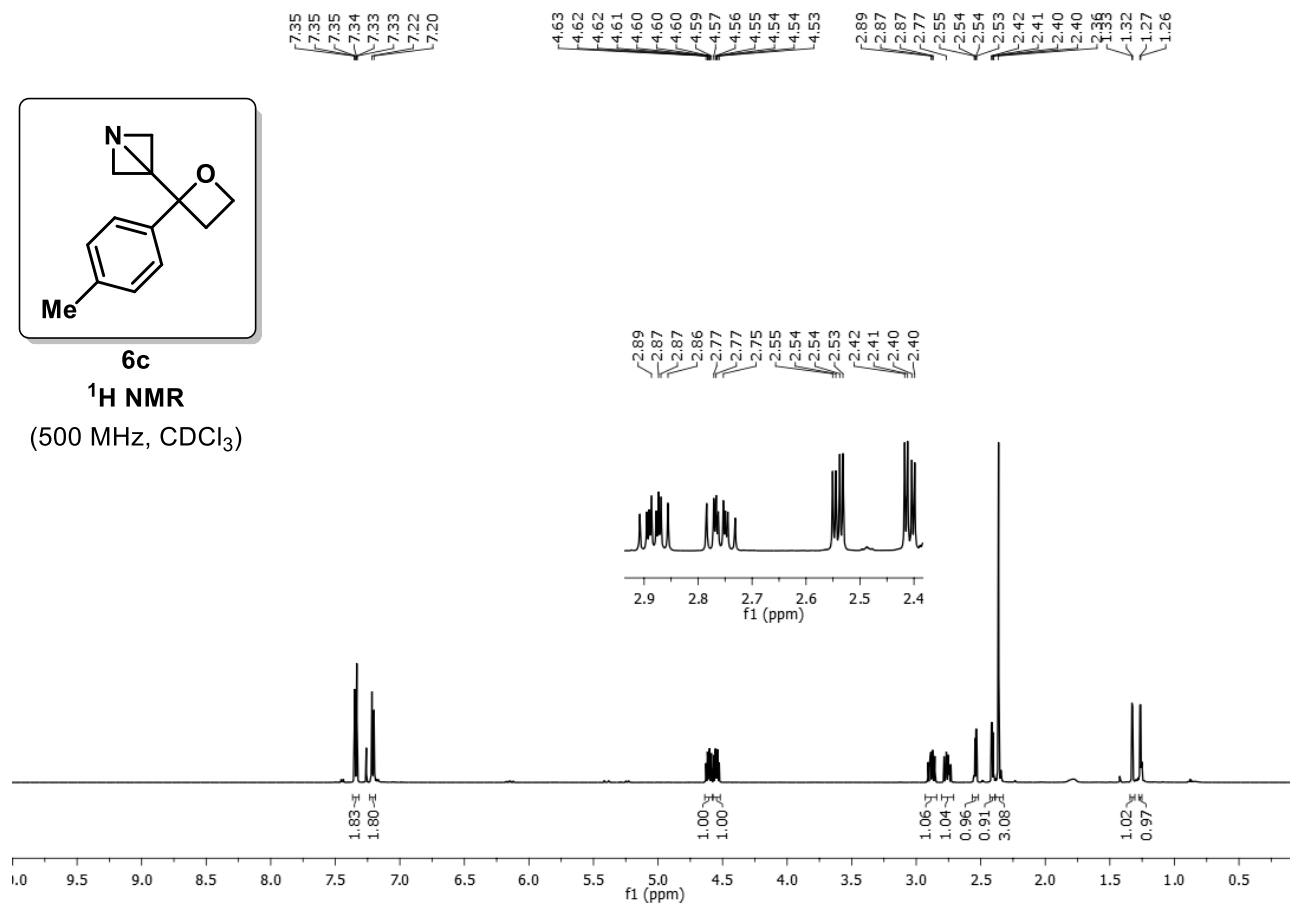 7.35 7.35 7.35 7.34 7.33 7.33 7.22 7.20 4.63 4.62 4.62 4.61 4.60 4.60 4.60 4.59 4.57 4.56 4.55 4.54 4.54 4.53 2.89 2.87 2.87 2.77 2.55 2.54 2.54 2.53 2.42 2.41 2.40 2.40 2.36 1.33 1.32 1.27 1.26
N
O
Me
6c
¹H NMR
(500 MHz, CDCl₃)
2.89 2.87 2.87 2.86 2.77 2.77 2.75 2.55 2.54 2.54 2.53 2.42 2.41 2.40 2.40
2.9 2.8 2.7 2.6 2.5 2.4
f1 (ppm)
1.83 1.80 1.00 1.00 1.06 1.04 0.96 0.91 3.08 1.02 0.97
9.5 9.0 8.5 8.0 7.5 7.0 6.5 6.0 5.5 5.0 4.5 4.0 3.5 3.0 2.5 2.0 1.5 1.0 0.5
f1 (ppm)